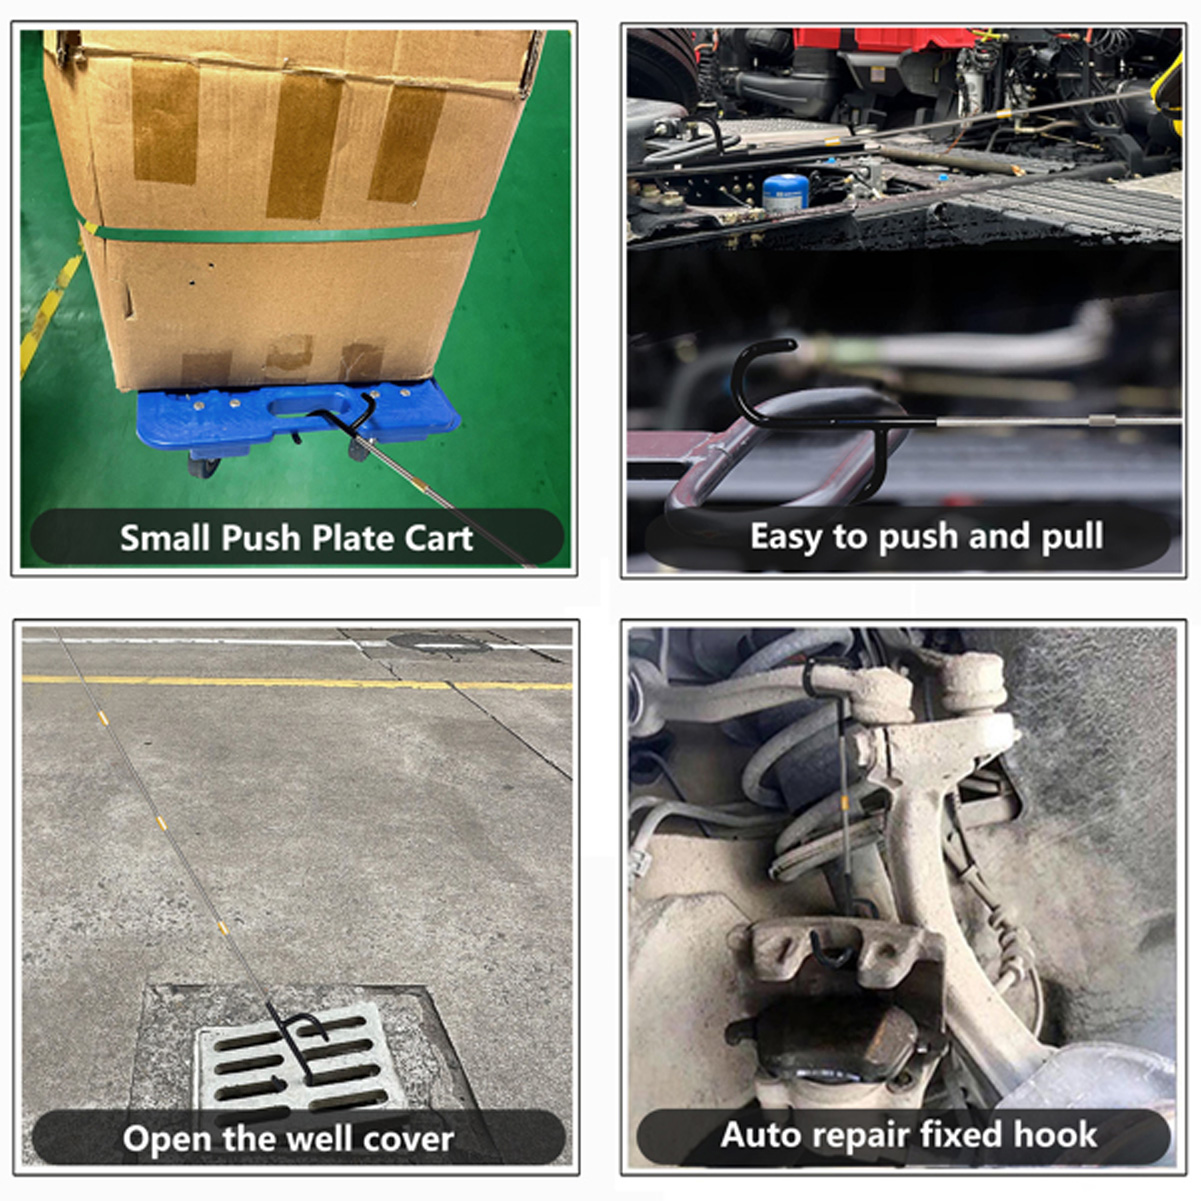 Small Push Plate Cart
Easy to push and pull
Open the well cover
Auto repair fixed hook